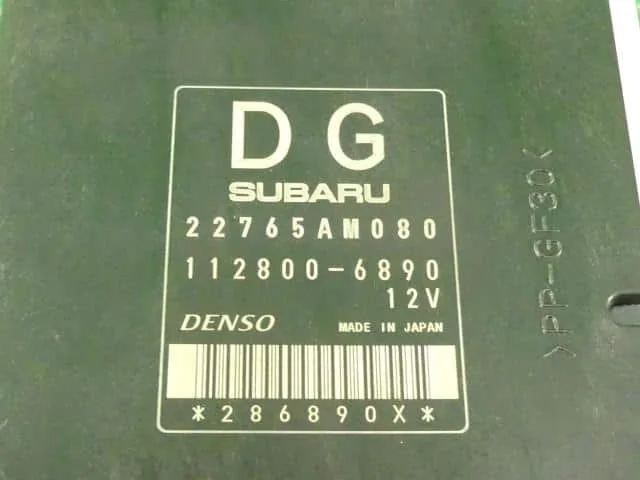 D G
SUBARU
22765AM080
112800-6890
12V
DENSO MADE IN JAPAN
*286890X*
>PP-GF30<